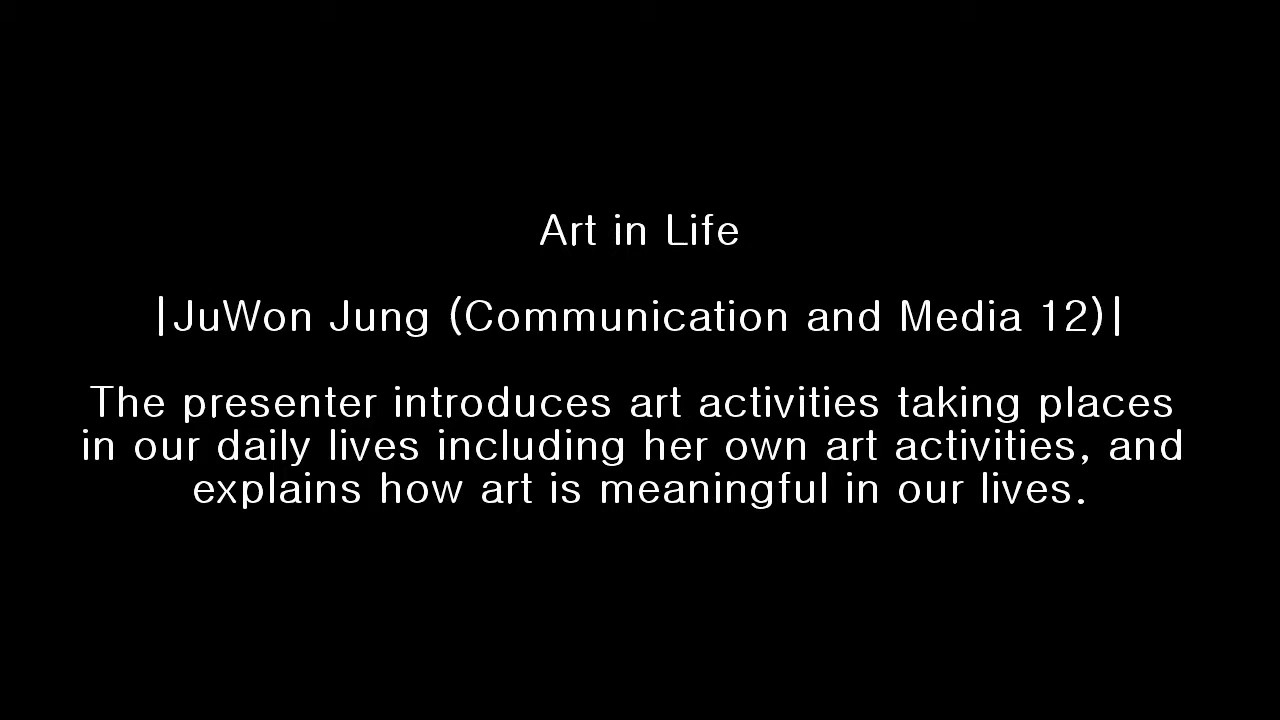 Art in Life
|JuWon Jung (Communication and Media 12)|
The presenter introduces art activities taking places
in our daily lives including her own art activities, and
explains how art is meaningful in our lives.